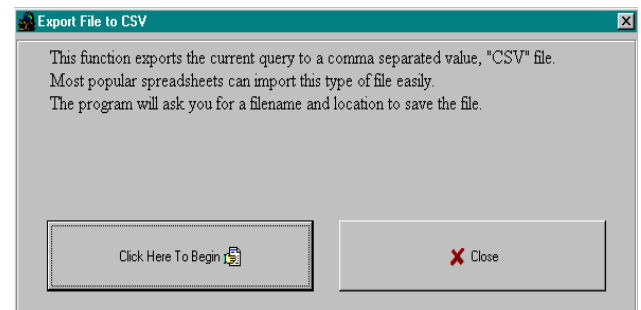 Export File to CSV
This function exports the current query to a comma separated value, "CSV" file.
Most popular spreadsheets can import this type of file easily.
The program will ask you for a filename and location to save the file.
Click Here To Begin
Close